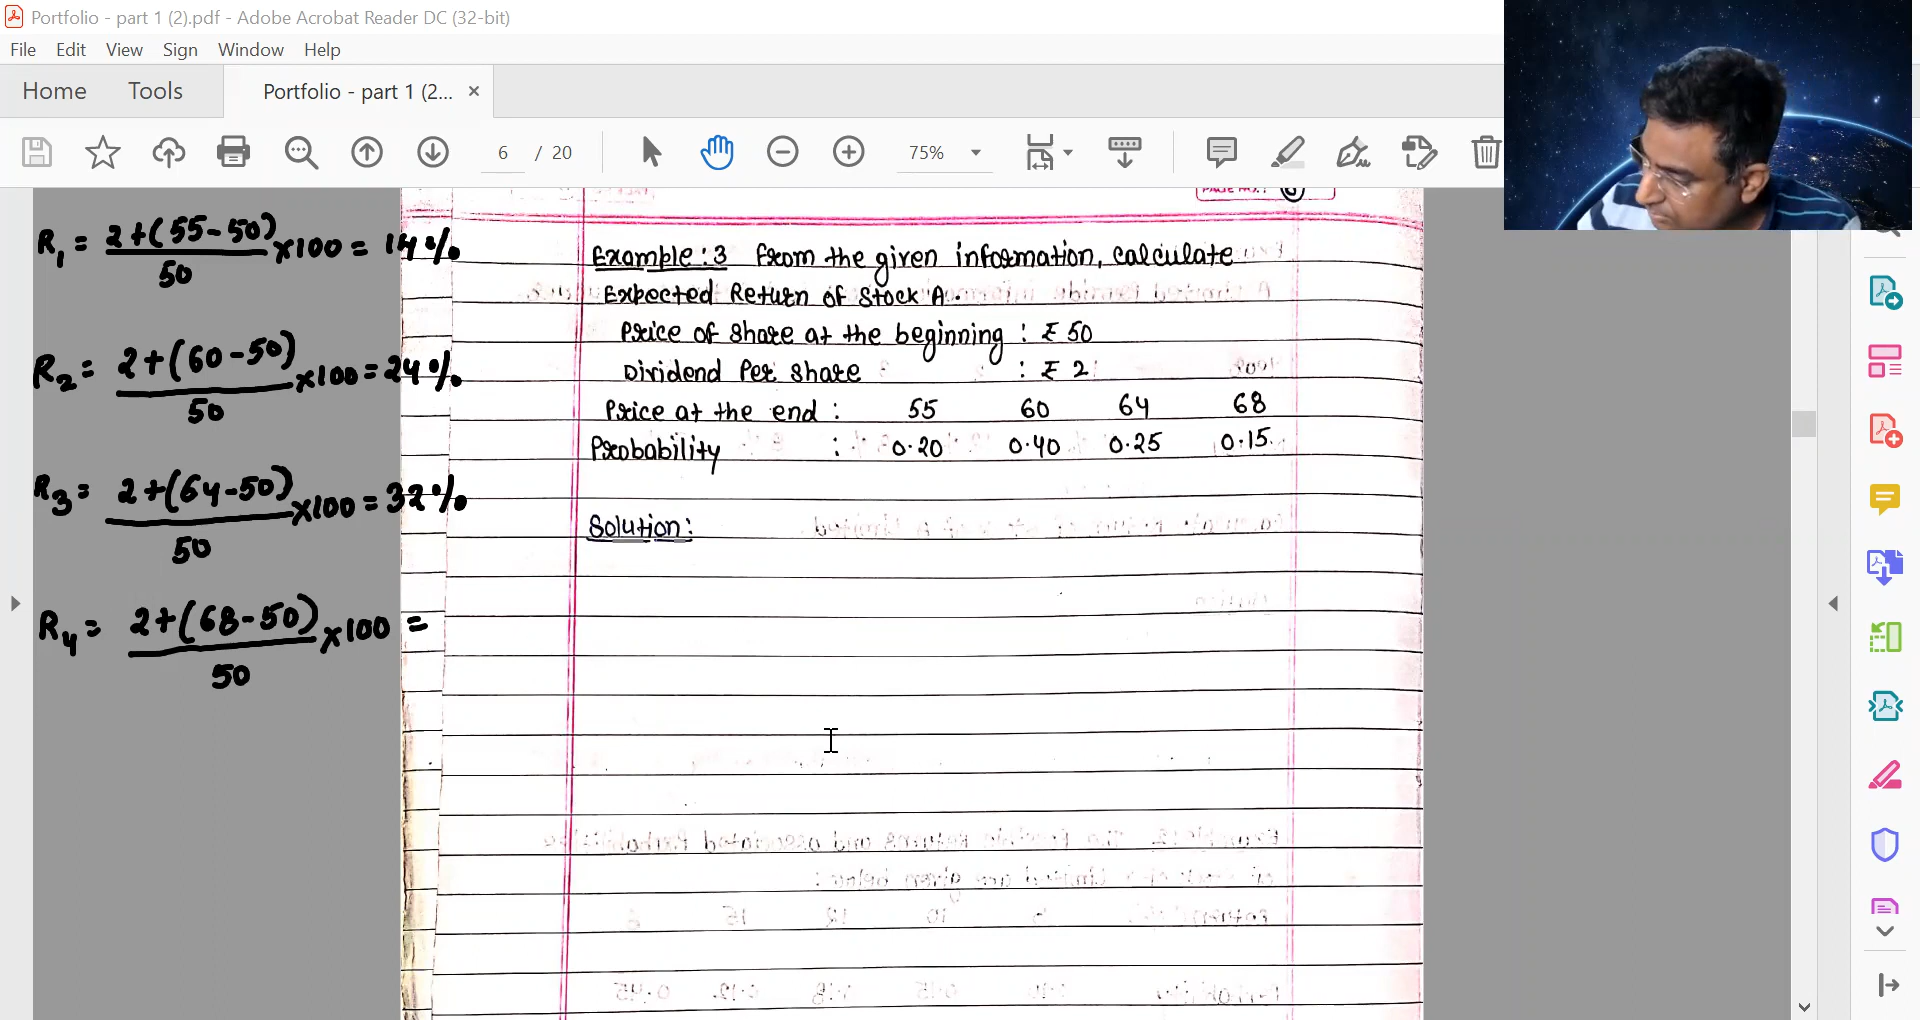 Portfolio - part 1 (2).pdf - Adobe Acrobat Reader DC (32-bit)
File Edit View Sign Window Help
Home Tools Portfolio - part 1 (2... ×
6 / 20 75%
R1 = 2+(55-50)/50 ×100 = 14%
R2 = 2+(60-50)/50 ×100 = 24%
R3 = 2+(64-50)/50 ×100 = 32%
R4 = 2+(68-50)/50 ×100 =
Example : 3 From the given information, calculate
Expected Return of Stock A.
Price of share at the beginning : ₹ 50
Dividend Per share : ₹ 2
Price at the end : 55 60 64 68
Probability : 0.20 0.40 0.25 0.15
Solution: